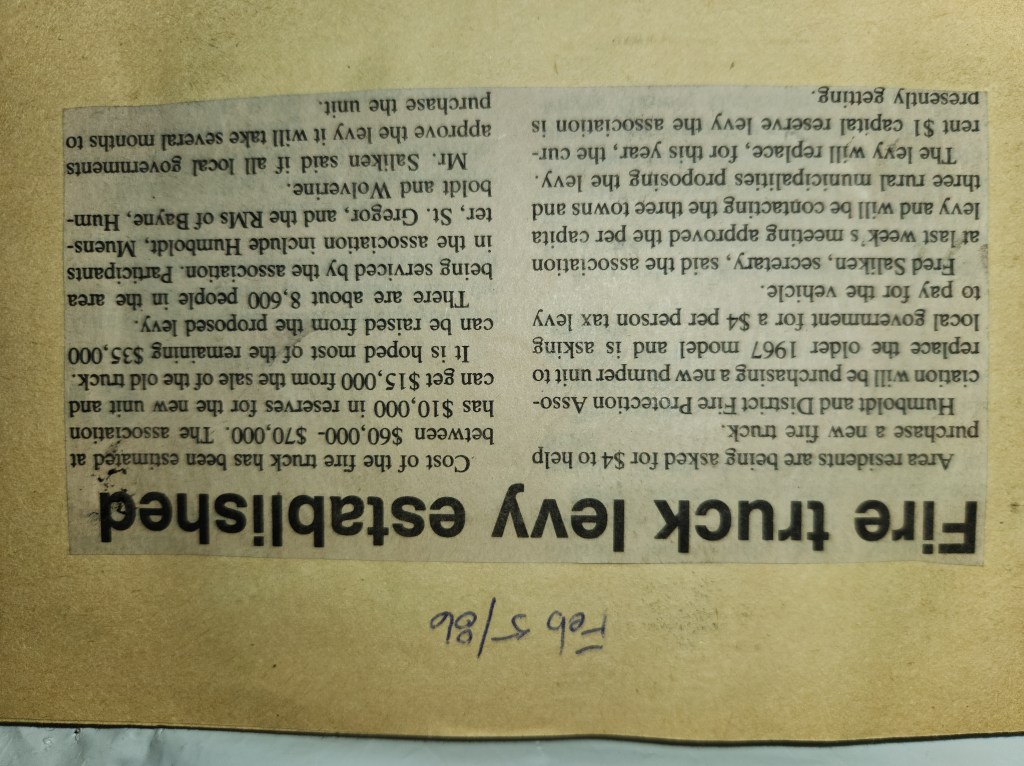 Feb 5/86
Fire truck levy established
Area residents are being asked for $4 to help
purchase a new fire truck.
Humboldt and District Fire Protection Asso-
ciation will be purchasing a new pumper unit to
replace the older 1967 model and is asking
local government for a $4 per person tax levy
to pay for the vehicle.
Fred Saliken, secretary, said the association
at last week's meeting approved the per capita
levy and will be contacting the three towns and
three rural municipalities proposing the levy.
The levy will replace, for this year, the cur-
rent $1 capital reserve levy the association is
presently getting.
Cost of the fire truck has been estimated at
between $60,000- $70,000. The association
has $10,000 in reserves for the new unit and
can get $15,000 from the sale of the old truck.
It is hoped most of the remaining $35,000
can be raised from the proposed levy.
There are about 8,600 people in the area
being serviced by the association. Participants
in the association include Humboldt, Muens-
ter, St. Gregor, and the RMs of Bayne, Hum-
boldt and Wolverine.
Mr. Saliken said if all local governments
approve the levy it will take several months to
purchase the unit.